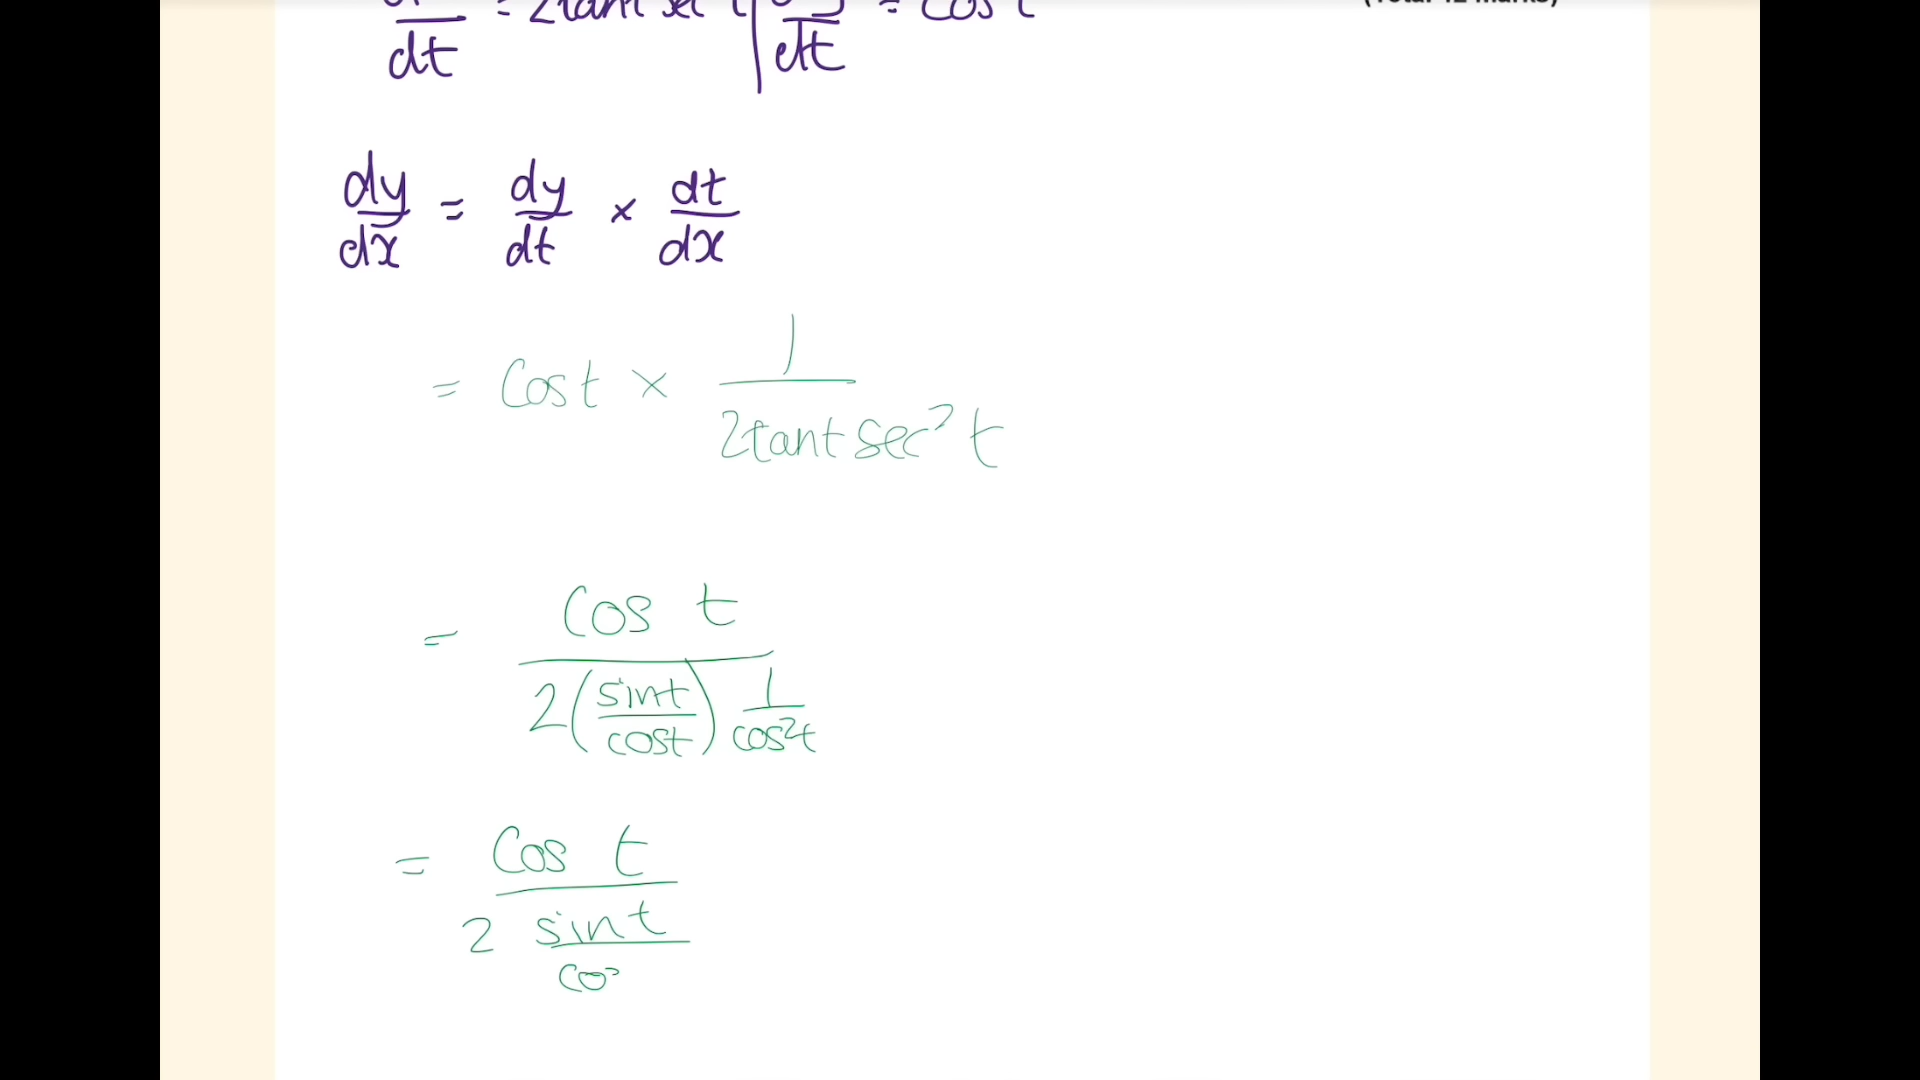 dt = 2tant sec t | dt = cos t
dy/dx = dy/dt × dt/dx
= Cos t × 1/2tant sec² t
= Cos t / 2(sint/cost) 1/cos²t
= Cos t / 2 sint/co